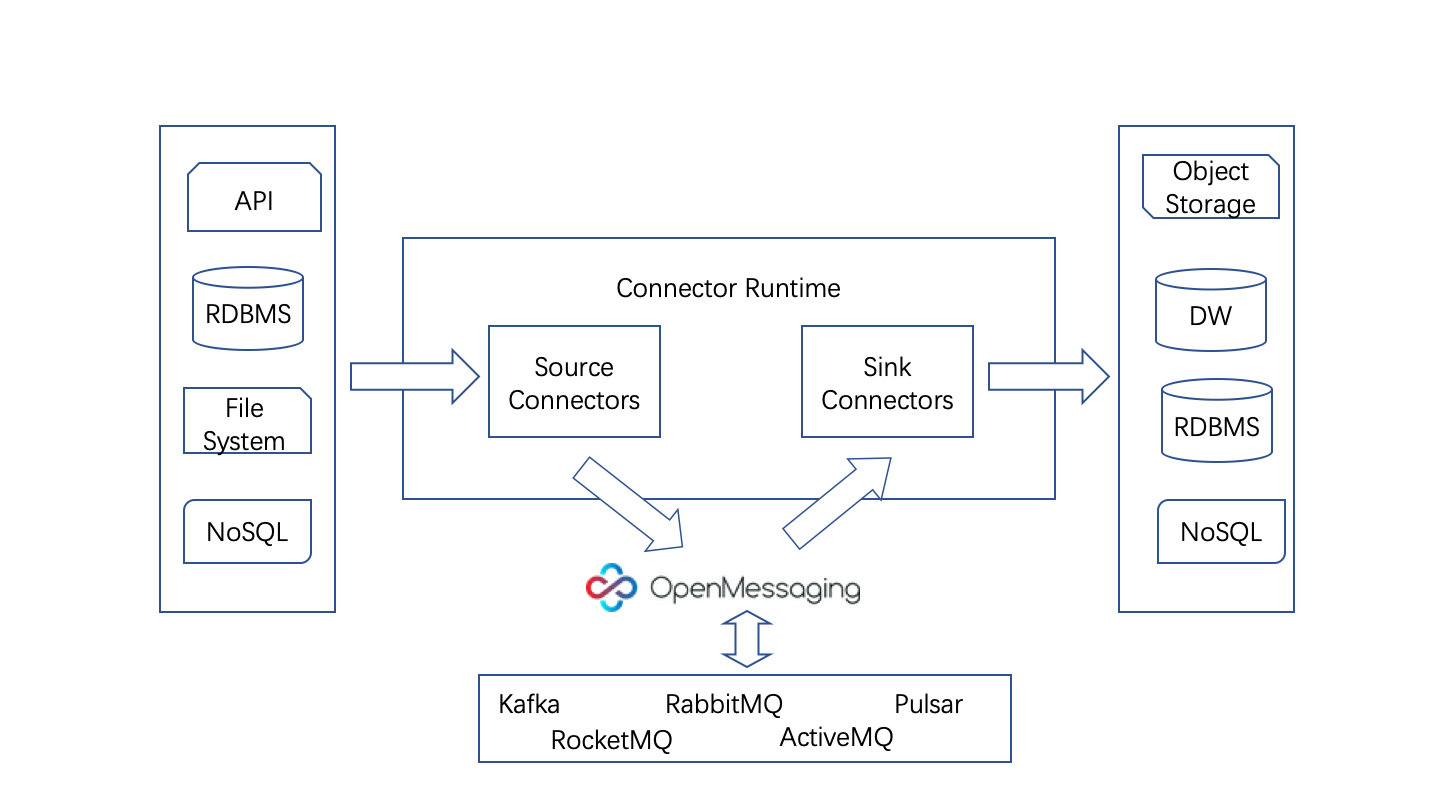 API
RDBMS
File
System
NoSQL
Connector Runtime
Source
Connectors
Sink
Connectors
OpenMessaging
Kafka
RabbitMQ
Pulsar
RocketMQ
ActiveMQ
Object
Storage
DW
RDBMS
NoSQL